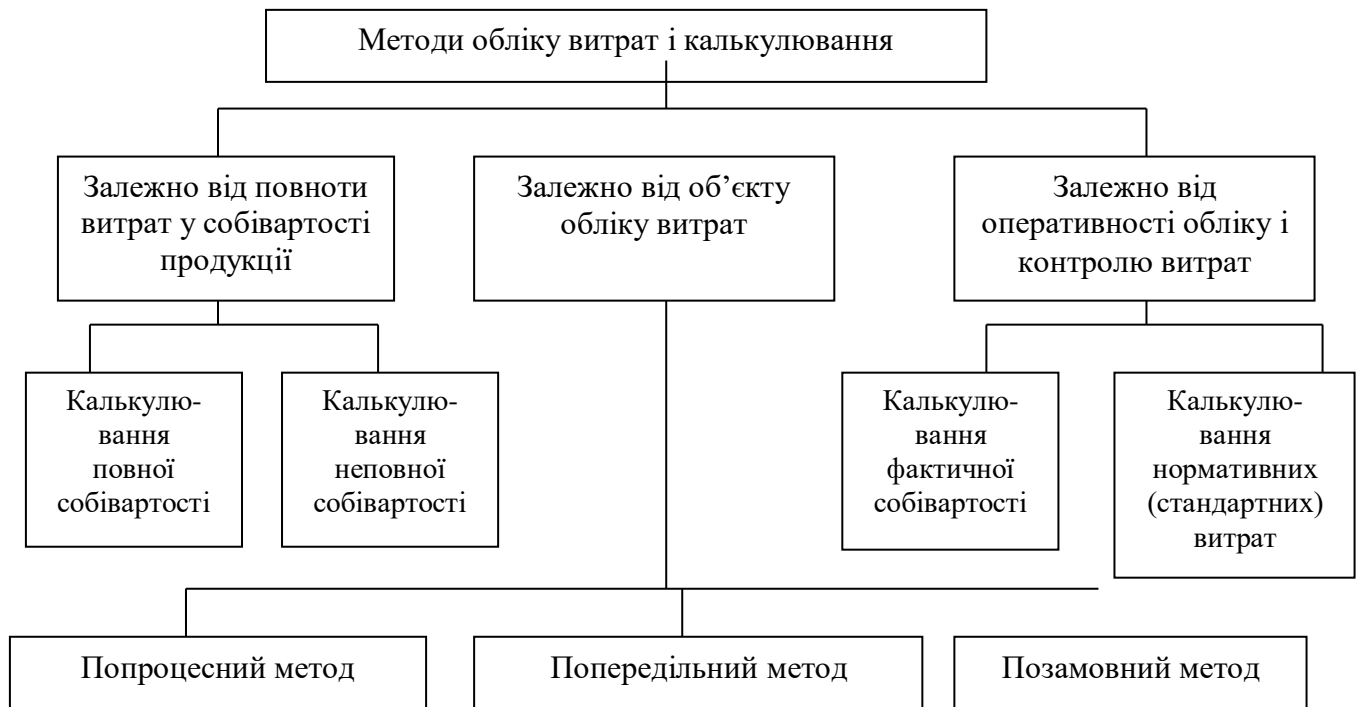 Методи обліку витрат і калькулювання
Залежно від повноти
витрат у собівартості
продукції
Залежно від об’єкту
обліку витрат
Залежно від
оперативності обліку і
контролю витрат
Калькулю-
вання
повної
собівартості
Калькулю-
вання
неповної
собівартості
Калькулю-
вання
фактичної
собівартості
Калькулю-
вання
нормативних
(стандартних)
витрат
Попроцесний метод
Попередільний метод
Позамовний метод